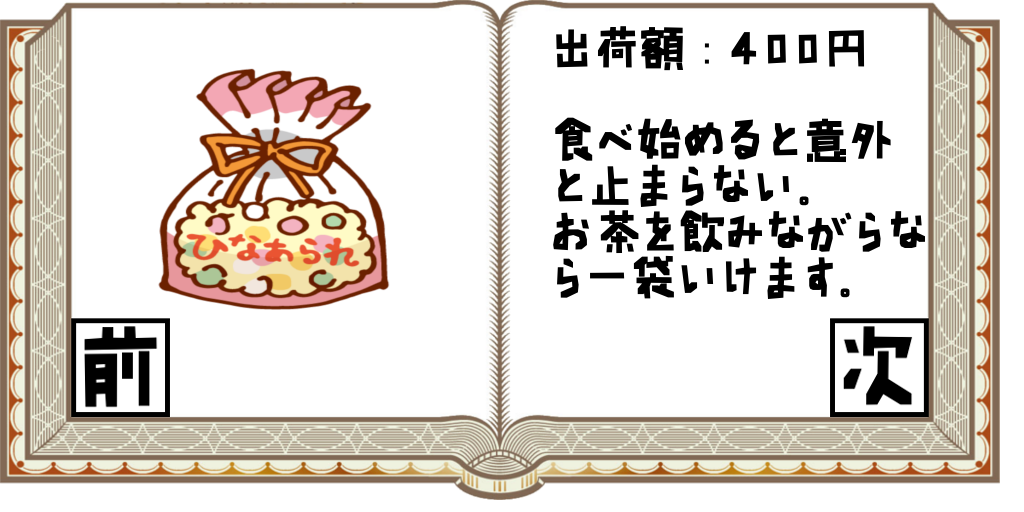 ひなあられ
前
出荷額：400円
食べ始めると意外
と止まらない。
お茶を飲みながらな
ら一袋いけます。
次